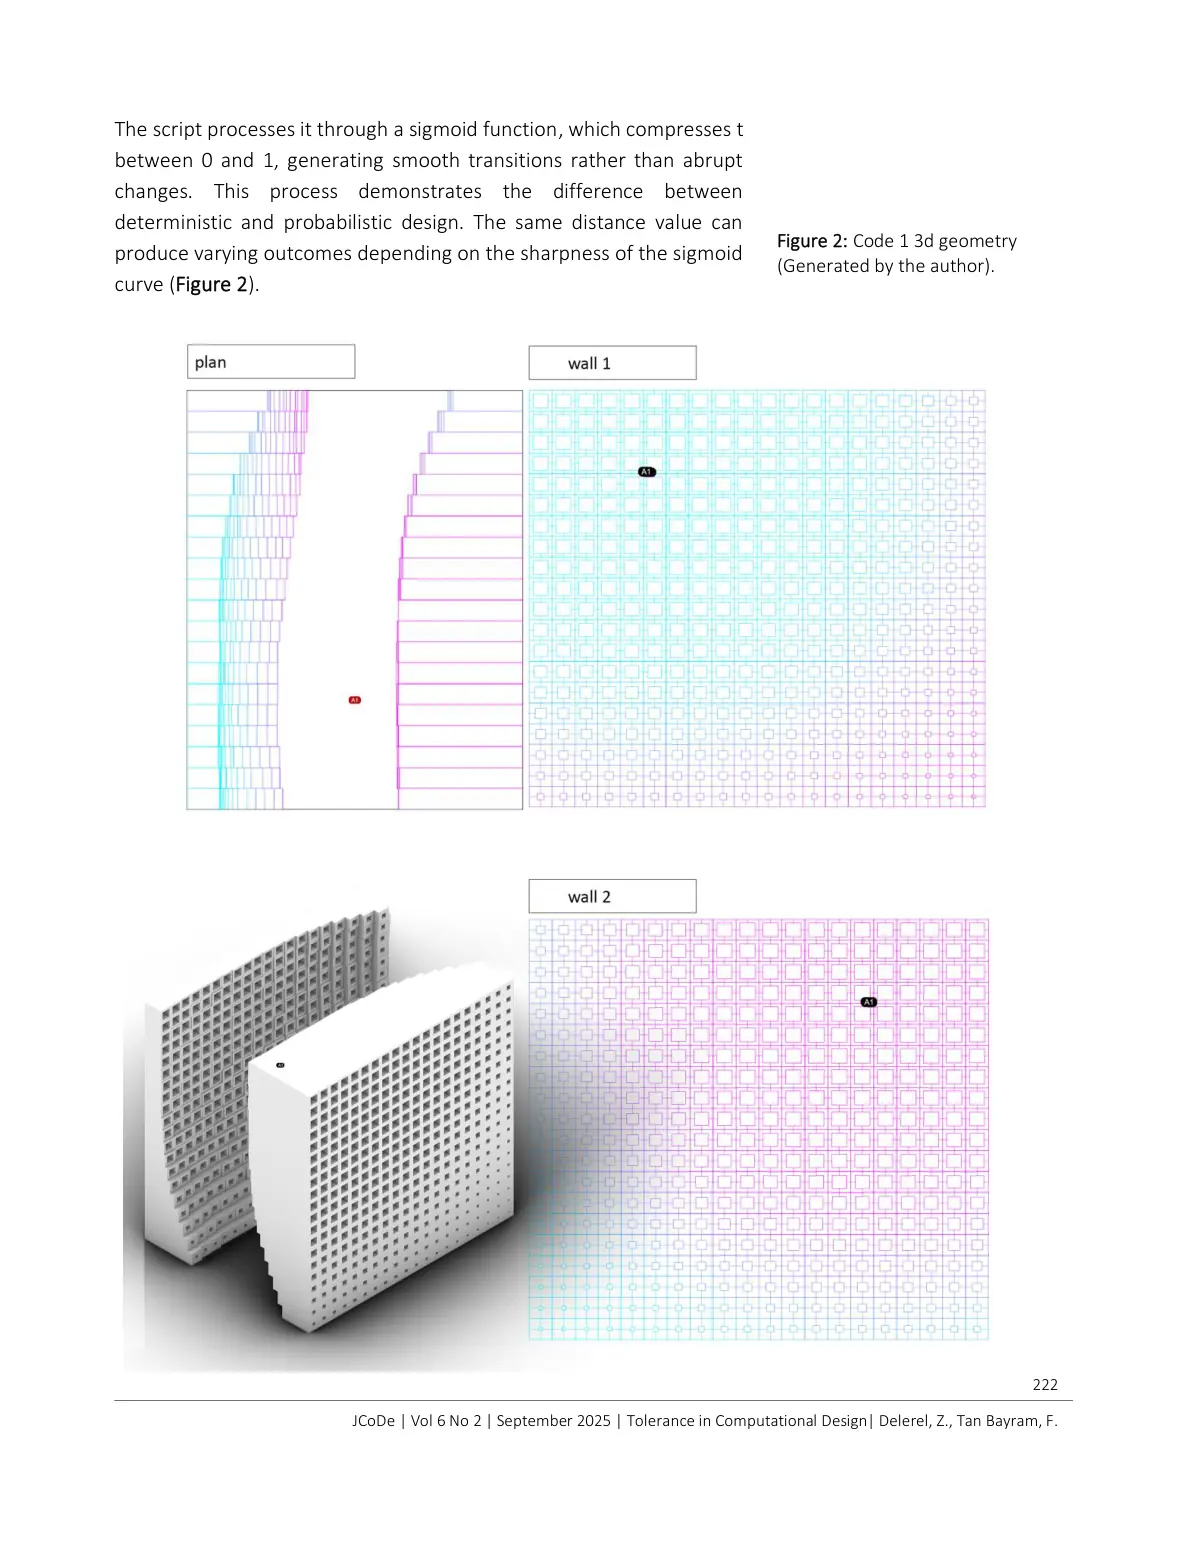 The script processes it through a sigmoid function, which compresses t
between 0 and 1, generating smooth transitions rather than abrupt
changes. This process demonstrates the difference between
deterministic and probabilistic design. The same distance value can
produce varying outcomes depending on the sharpness of the sigmoid
curve (Figure 2).
Figure 2: Code 1 3d geometry
(Generated by the author).
plan
wall 1
A1
A1
wall 2
A1
A1
222
JCoDe | Vol 6 No 2 | September 2025 | Tolerance in Computational Design| Delerel, Z., Tan Bayram, F.